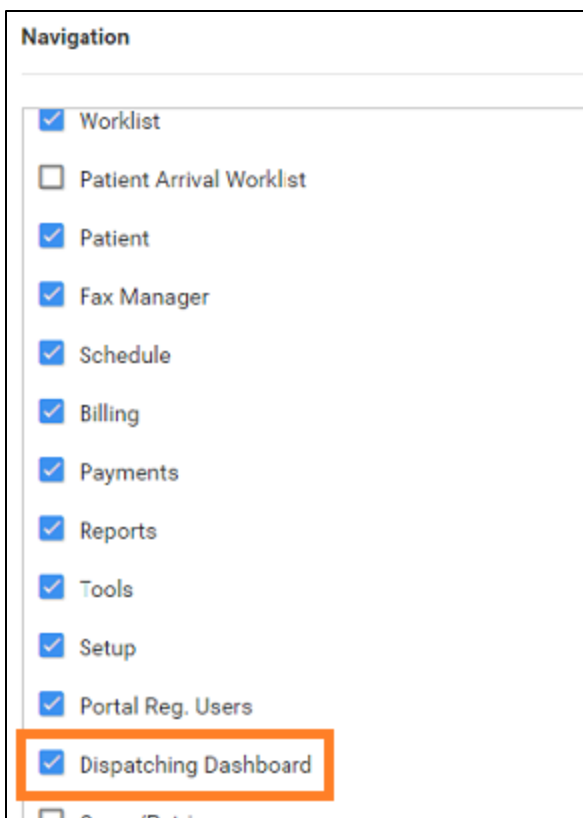 Navigation
Worklist
Patient Arrival Worklist
Patient
Fax Manager
Schedule
Billing
Payments
Reports
Tools
Setup
Portal Reg. Users
Dispatching Dashboard